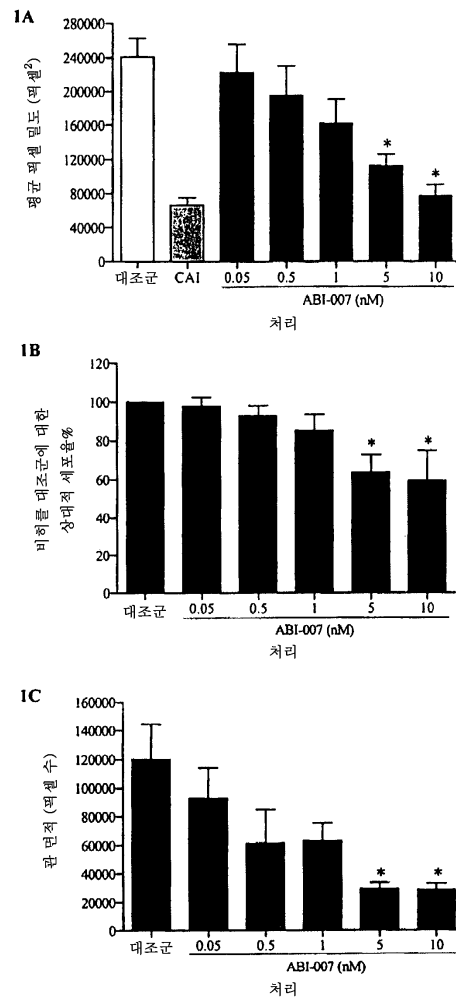 1A
평균 픽셀 밀도 (픽셀²)
280000
240000
200000
160000
120000
80000
40000
0
* *
대조군 CAI 0.05 0.5 1 5 10
ABI-007 (nM)
처리
1B
비히클 대조군에 대한
상대적 세포율%
120
100
80
60
40
20
0
* *
대조군 0.05 0.5 1 5 10
ABI-007 (nM)
처리
1C
관 면적 (픽셀 수)
160000
140000
120000
100000
80000
60000
40000
20000
0
* *
대조군 0.05 0.5 1 5 10
ABI-007 (nM)
처리